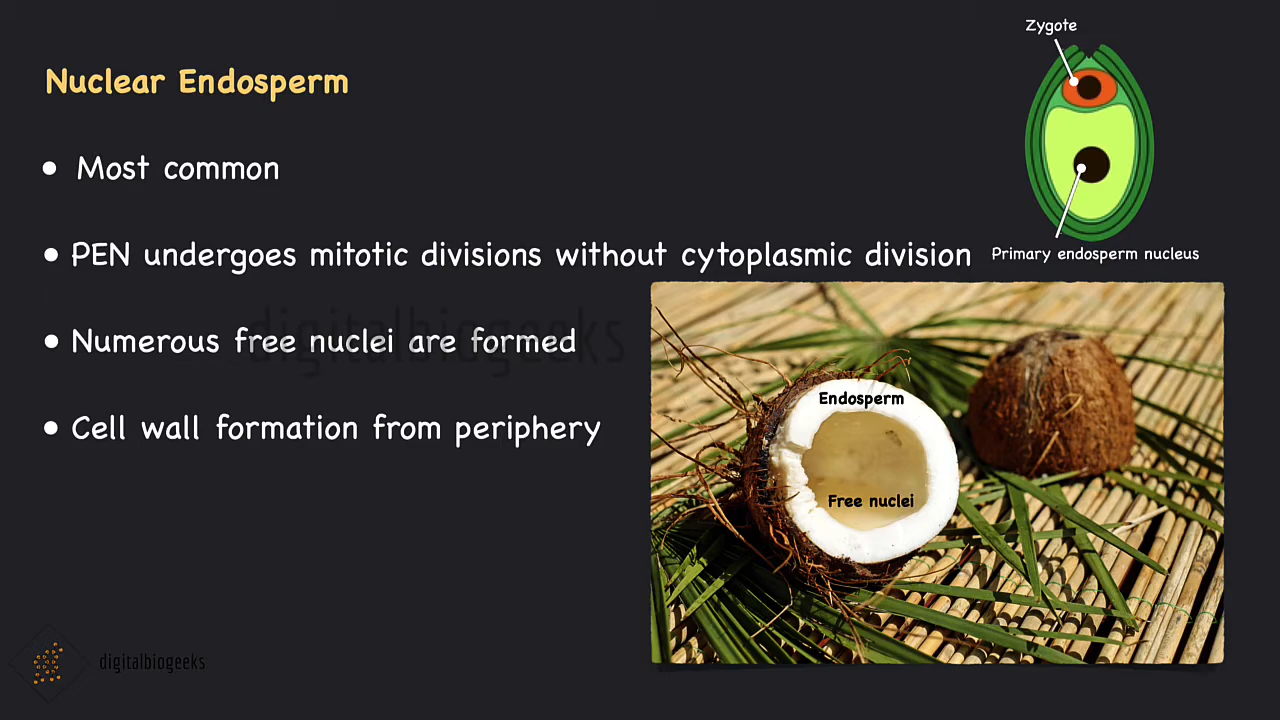 Zygote
Nuclear Endosperm
• Most common
• PEN undergoes mitotic divisions without cytoplasmic division
Primary endosperm nucleus
digitalbiogeeks
• Numerous free nuclei are formed
• Cell wall formation from periphery
Endosperm
Free nuclei
digitalbiogeeks